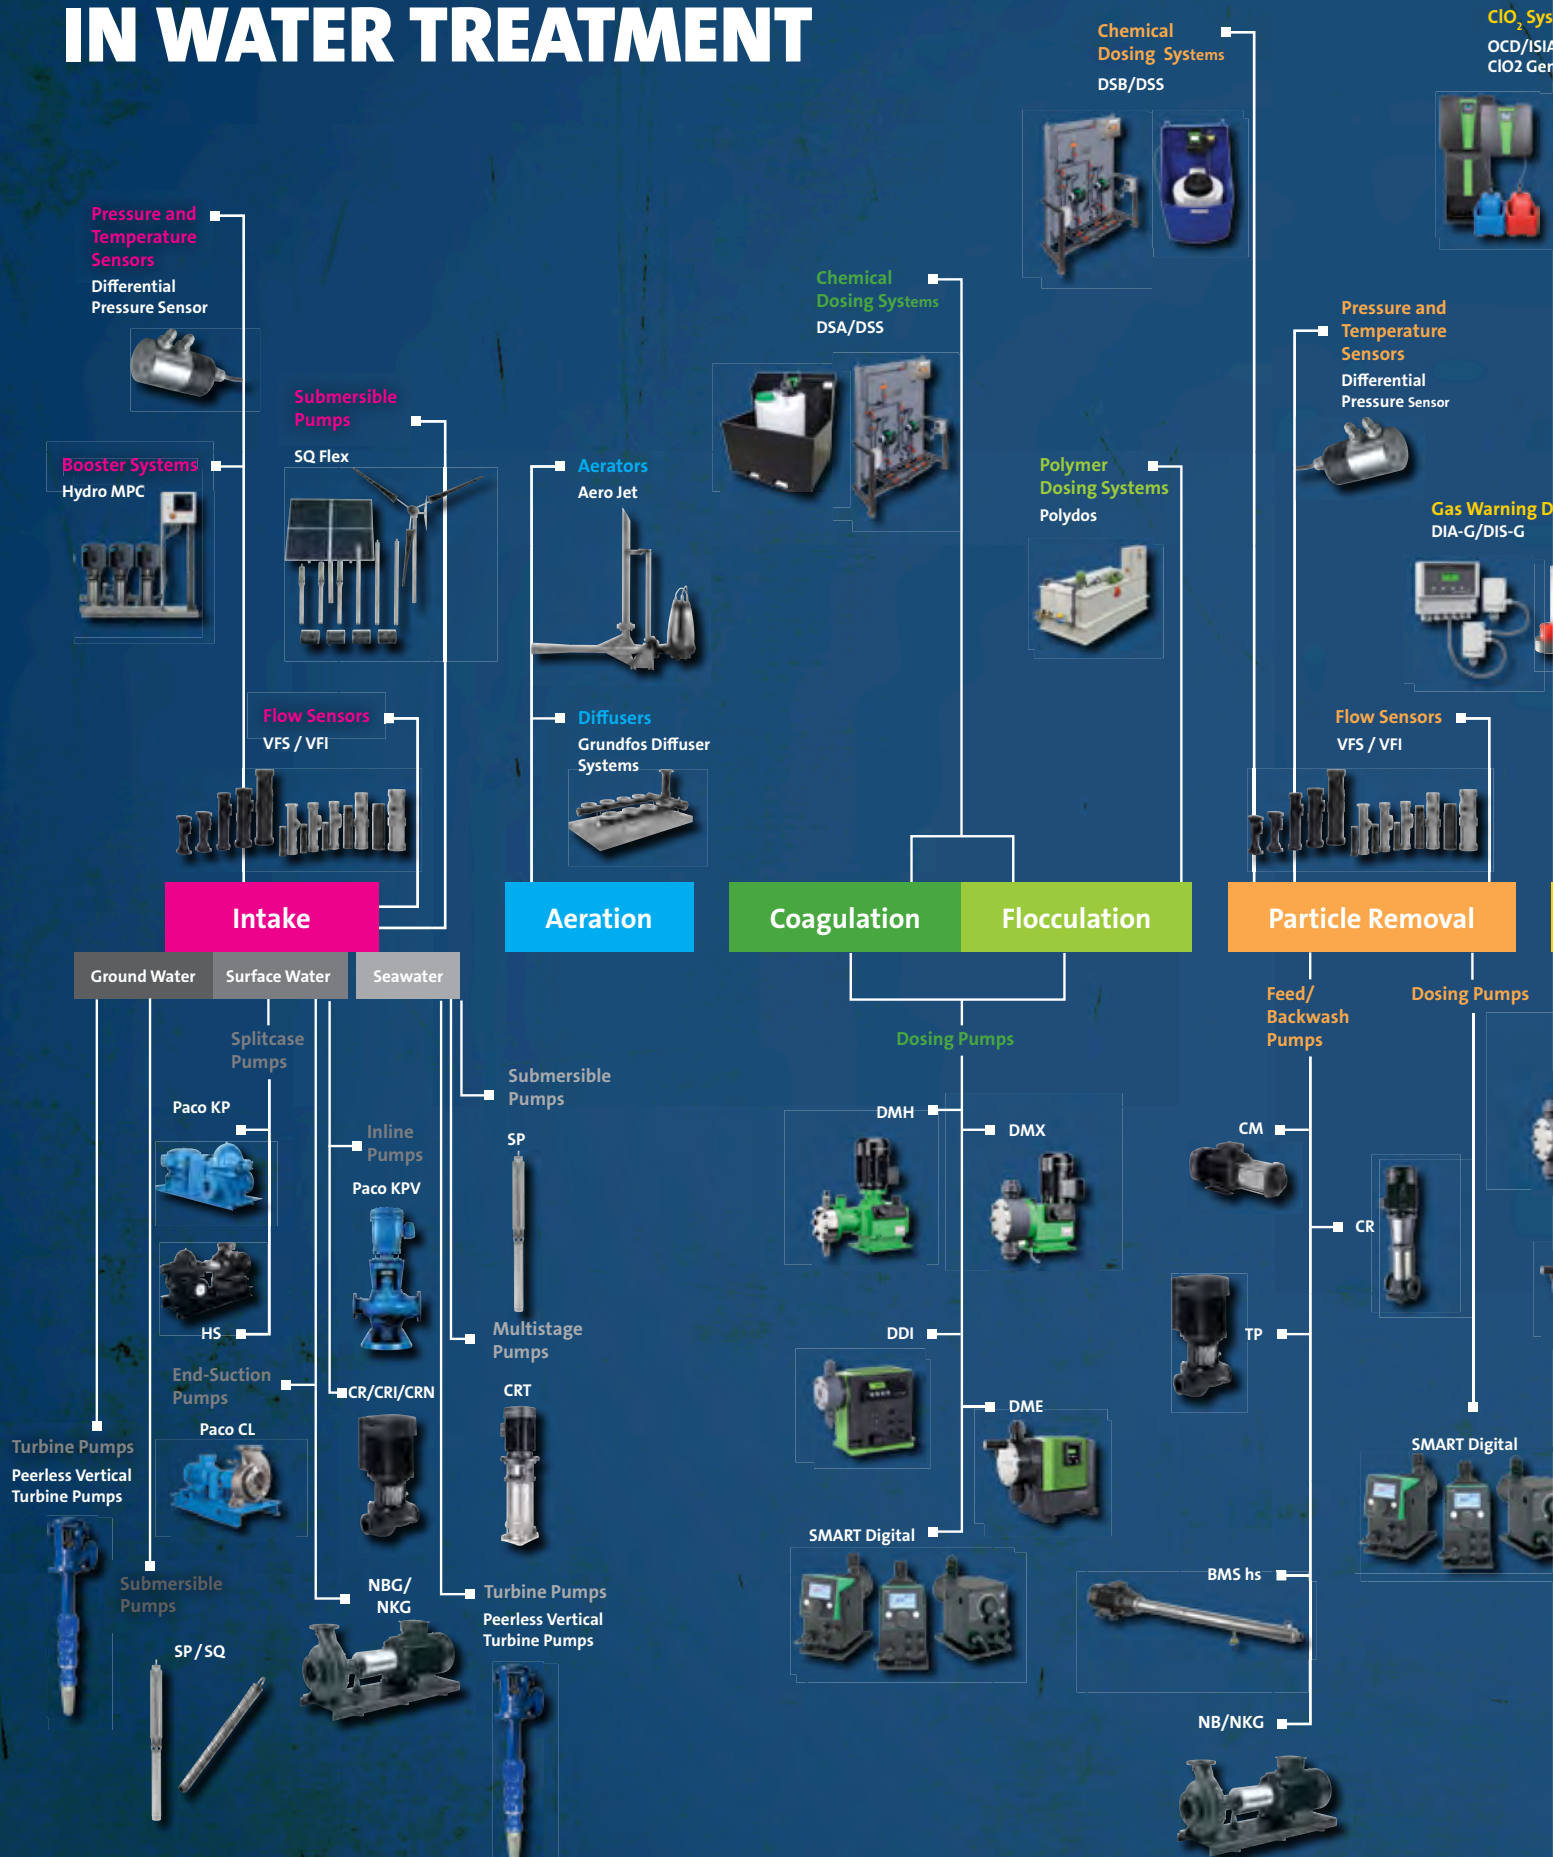 IN WATER TREATMENT
Chemical
Dosing Systems
DSB/DSS
ClO2 Sys
OCD/ISIA
ClO2 Ger
Pressure and
Temperature
Sensors
Differential
Pressure Sensor
Chemical
Dosing Systems
DSA/DSS
Pressure and
Temperature
Sensors
Differential
Pressure Sensor
Submersible
Pumps
SQ Flex
Booster Systems
Hydro MPC
Aerators
Aero Jet
Polymer
Dosing Systems
Polydos
Gas Warning D
DIA-G/DIS-G
Flow Sensors
VFS / VFI
Diffusers
Grundfos Diffuser
Systems
Flow Sensors
VFS / VFI
Intake
Aeration
Coagulation
Flocculation
Particle Removal
Ground Water
Surface Water
Seawater
Splitcase
Pumps
Paco KP
HS
End-Suction
Pumps
Paco CL
Turbine Pumps
Peerless Vertical
Turbine Pumps
Submersible
Pumps
SP / SQ
Inline
Pumps
Paco KPV
CR/CRI/CRN
NBG/
NKG
Submersible
Pumps
SP
Multistage
Pumps
CRT
Turbine Pumps
Peerless Vertical
Turbine Pumps
Dosing Pumps
DMH
DMX
DDI
DME
SMART Digital
Feed/
Backwash
Pumps
CM
CR
TP
BMS hs
NB/NKG
Dosing Pumps
SMART Digital